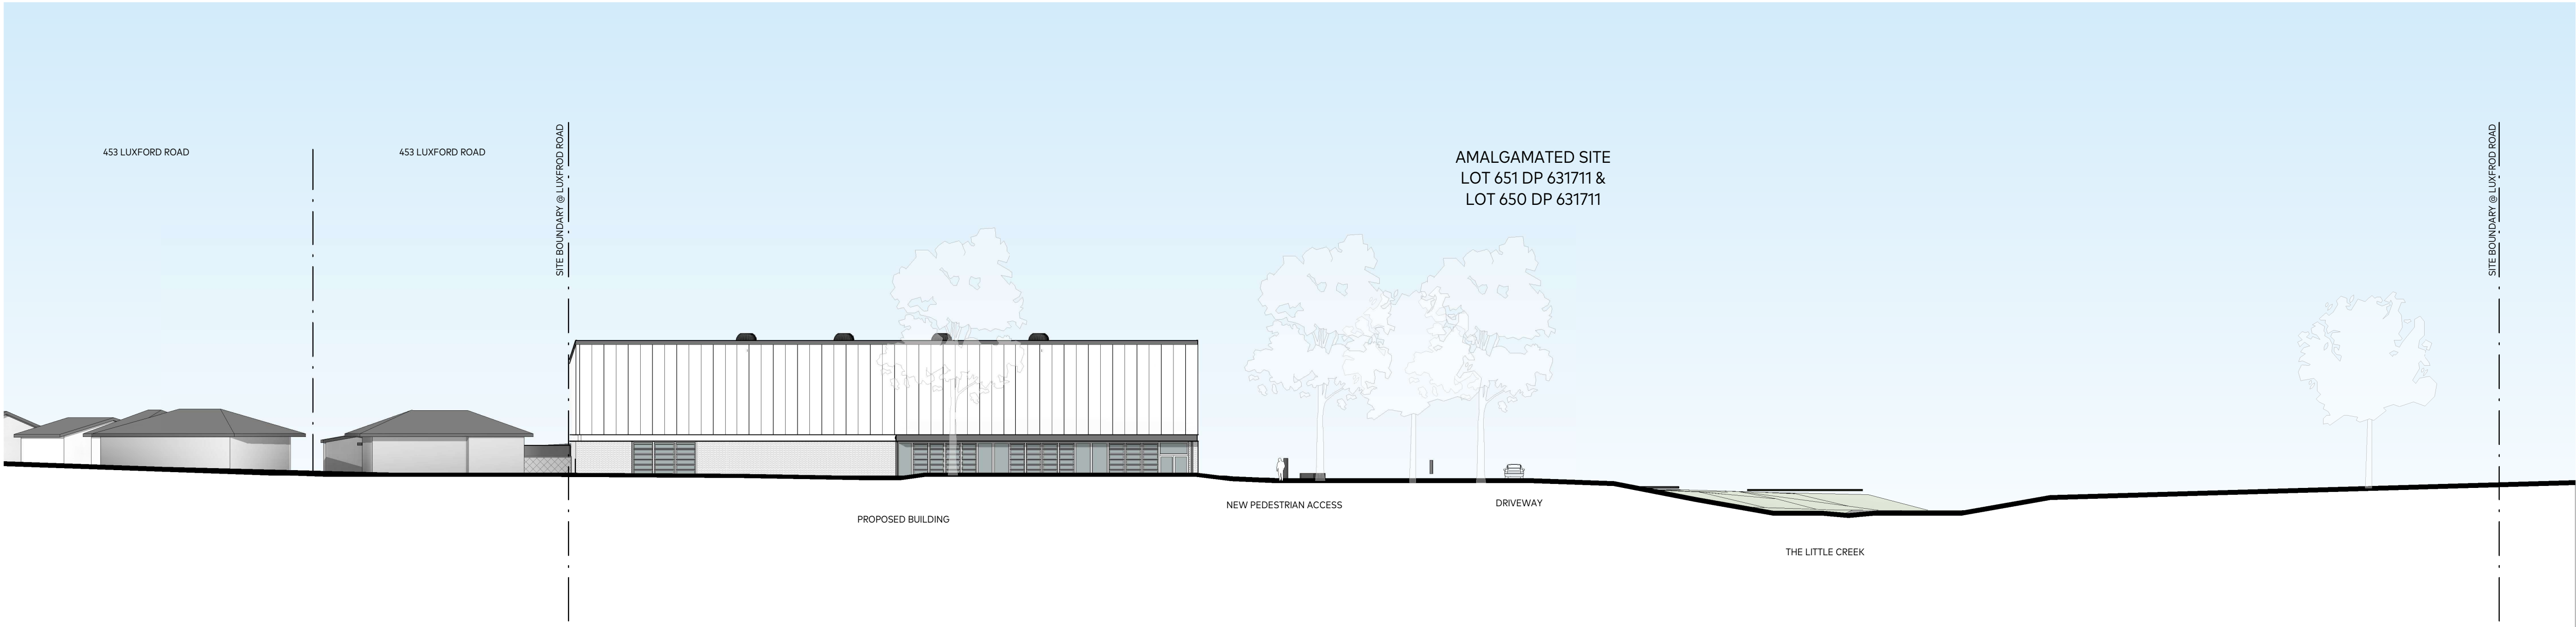 453 LUXFORD ROAD
453 LUXFORD ROAD
SITE BOUNDARY @ LUXFROD ROAD
AMALGAMATED SITE
LOT 651 DP 631711 &
LOT 650 DP 631711
SITE BOUNDARY @ LUXFROD ROAD
PROPOSED BUILDING
NEW PEDESTRIAN ACCESS
DRIVEWAY
THE LITTLE CREEK